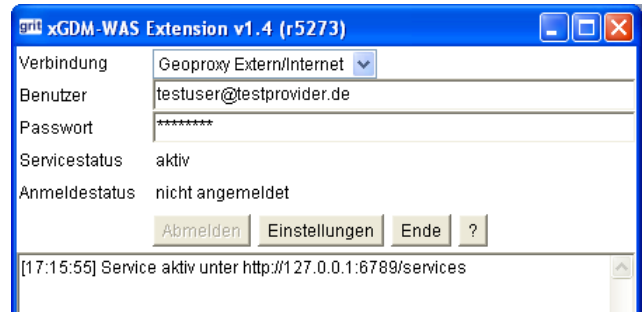 grit xGDM-WAS Extension v1.4 (r5273)
Verbindung Geoproxy Extern/Internet
Benutzer testuser@testprovider.de
Passwort ********
Servicestatus aktiv
Anmeldestatus nicht angemeldet
Abmelden Einstellungen Ende ?
[17:15:55] Service aktiv unter http://127.0.0.1:6789/services